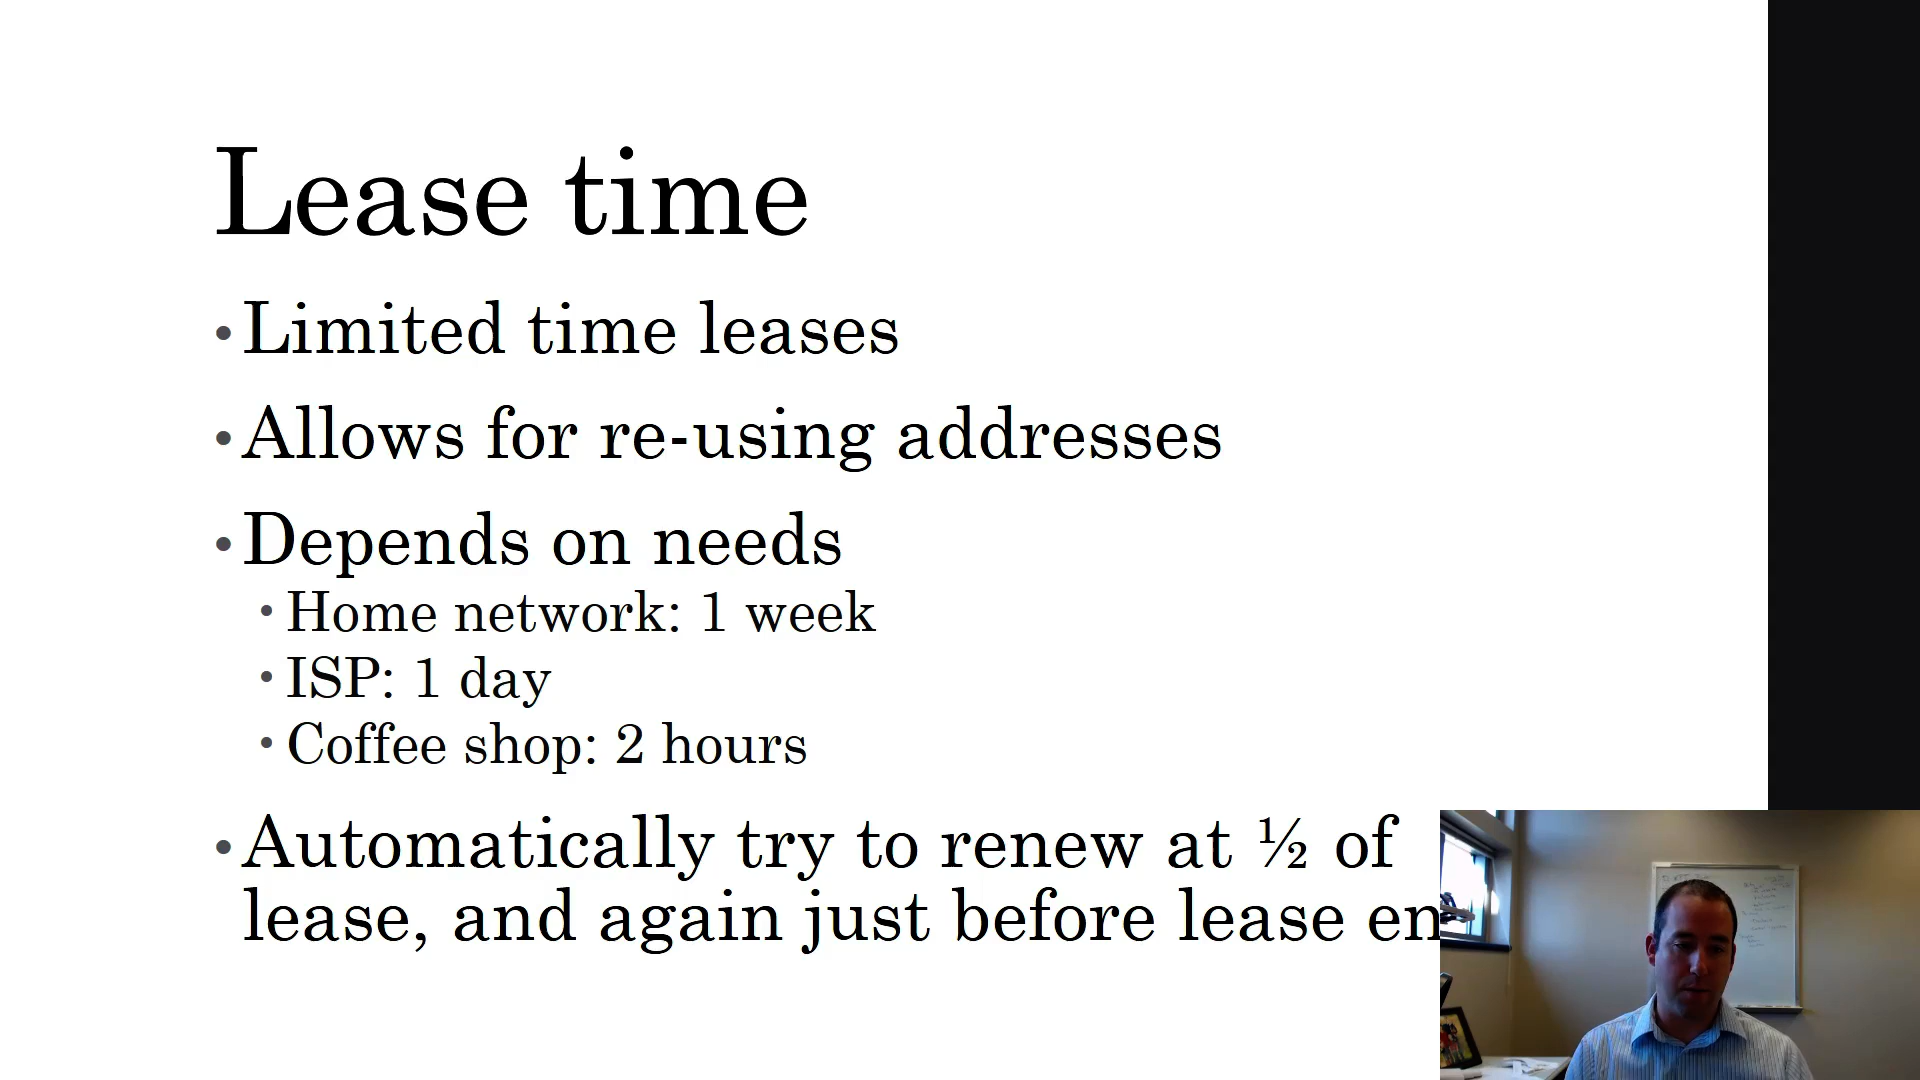 Lease time
• Limited time leases
• Allows for re-using addresses
• Depends on needs
• Home network: 1 week
• ISP: 1 day
• Coffee shop: 2 hours
• Automatically try to renew at ½ of
lease, and again just before lease en